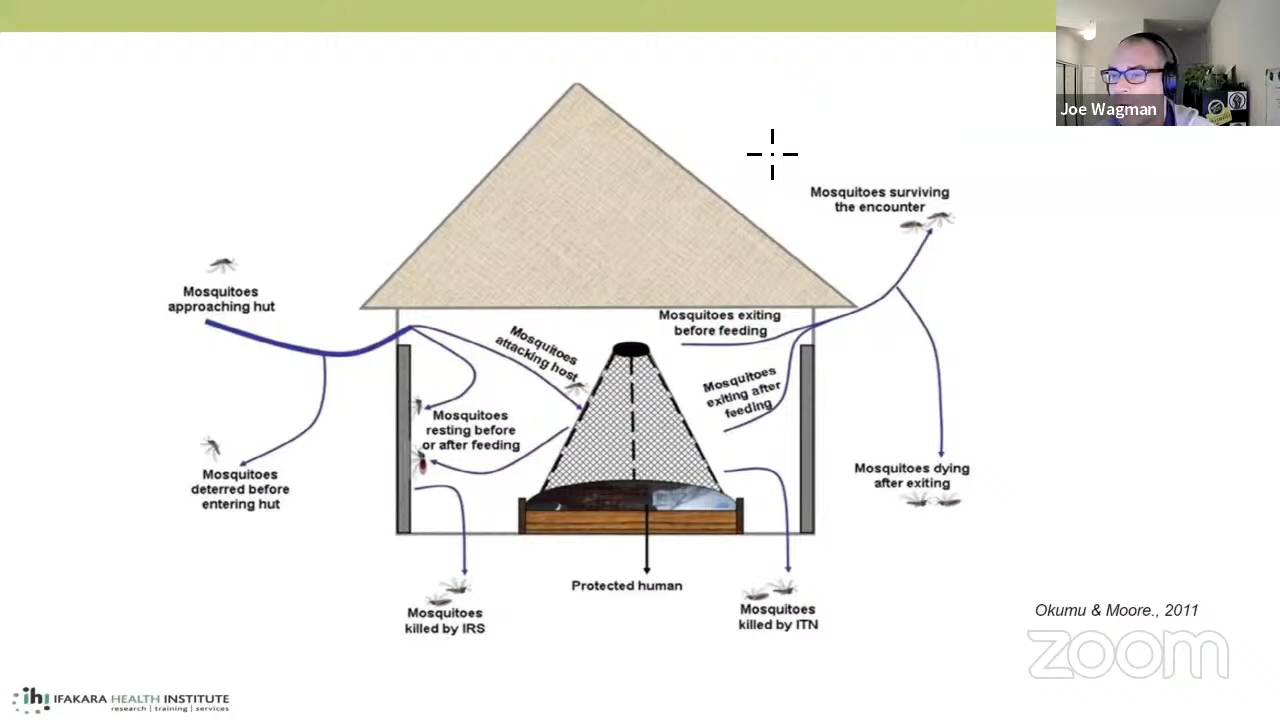 Joe Wagman
Mosquitoes surviving
the encounter
Mosquitoes
approaching hut
Mosquitoes exiting
before feeding
Mosquitoes
attacking host
Mosquitoes
exiting after
feeding
Mosquitoes
resting before
or after feeding
Mosquitoes
deterred before
entering hut
Mosquitoes dying
after exiting
Protected human
Mosquitoes
killed by IRS
Mosquitoes
killed by ITN
Okumu & Moore., 2011
zoom
ihi IFAKARA HEALTH INSTITUTE
research | training | services